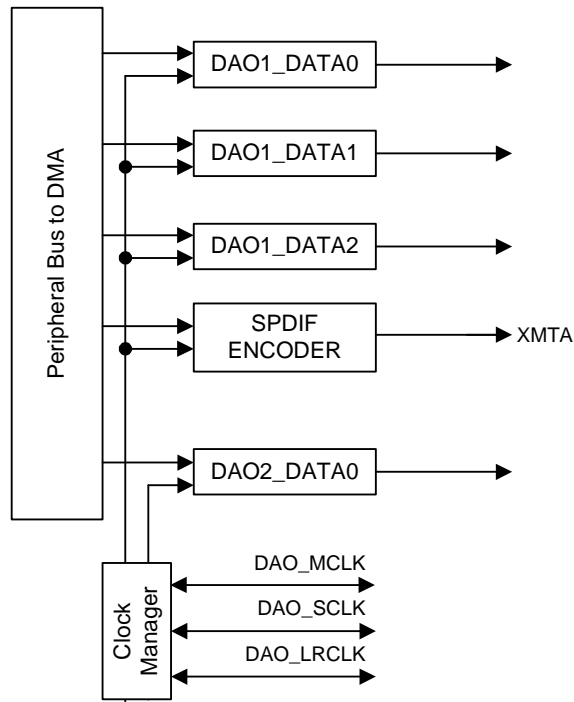 Peripheral Bus to DMA
DAO1_DATA0
DAO1_DATA1
DAO1_DATA2
SPDIF
ENCODER
XMTA
DAO2_DATA0
Clock
Manager
DAO_MCLK
DAO_SCLK
DAO_LRCLK